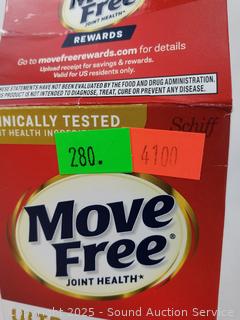 Move
Free®
JOINT HEALTH*
REWARDS
Go to movefreerewards.com for details
Upload receipt for savings & rewards.
Valid for US residents only.
THESE STATEMENTS HAVE NOT BEEN EVALUATED BY THE FOOD AND DRUG ADMINISTRATION.
PRODUCT IS NOT INTENDED TO DIAGNOSE, TREAT, CURE OR PREVENT ANY DISEASE.
NICALLY TESTED
Schiff
T HEALTH INGREDI
280.
4100
Move
Free®
JOINT HEALTH*
© 2025 - Sound Auction Service